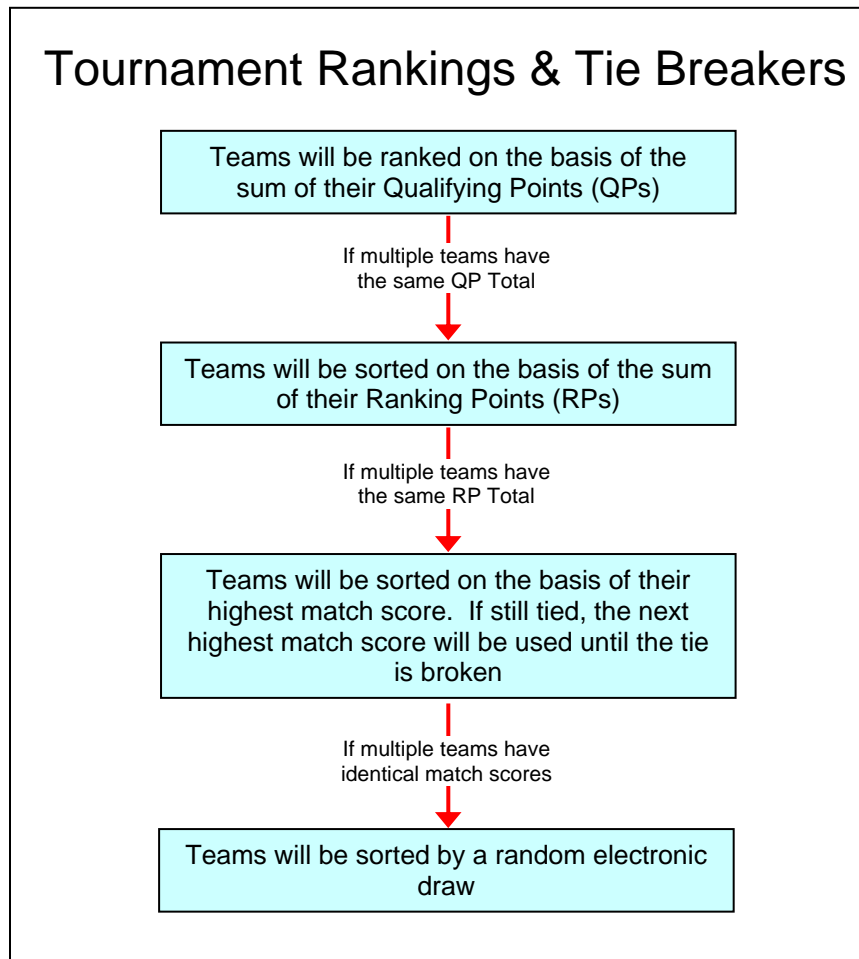 Tournament Rankings & Tie Breakers
Teams will be ranked on the basis of the
sum of their Qualifying Points (QPs)
If multiple teams have
the same QP Total
Teams will be sorted on the basis of the sum
of their Ranking Points (RPs)
If multiple teams have
the same RP Total
Teams will be sorted on the basis of their
highest match score.  If still tied, the next
highest match score will be used until the tie
is broken
If multiple teams have
identical match scores
Teams will be sorted by a random electronic
draw